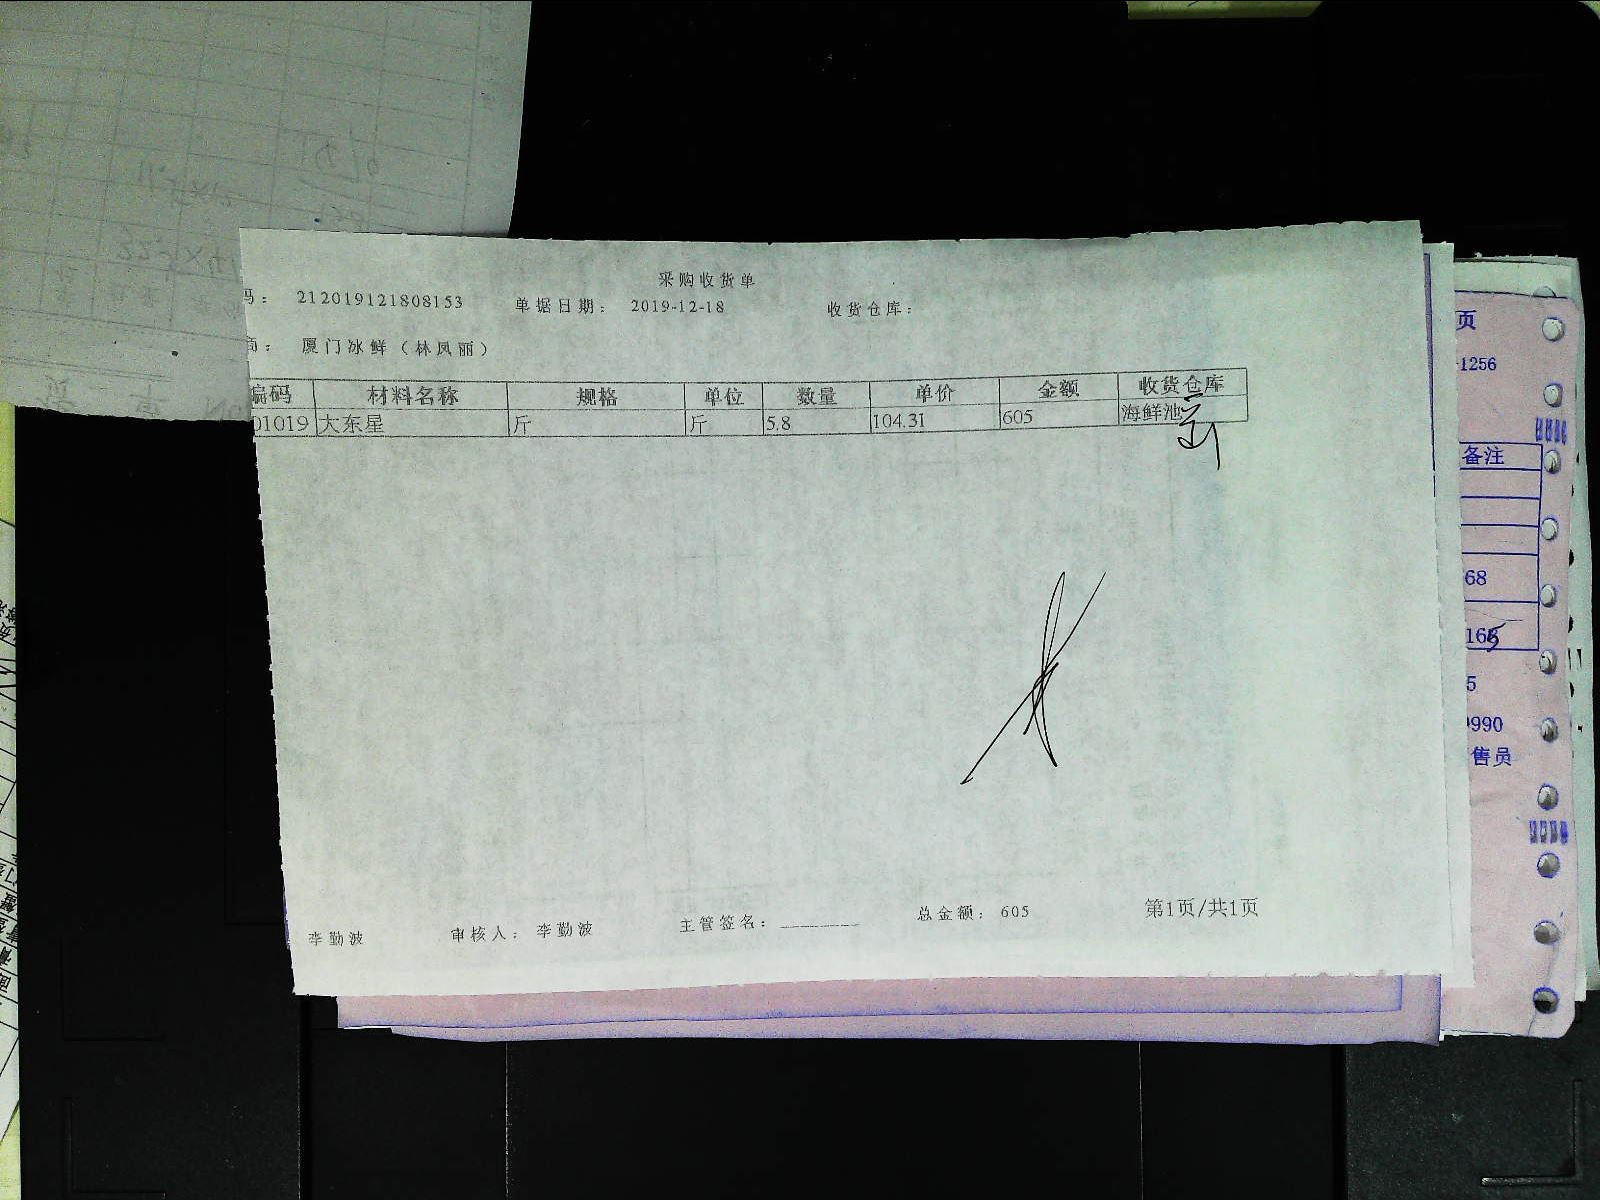 采购收货单
码： 212019121808153 单据日期： 2019-12-18 收货仓库：
商： 厦门冰鲜（林凤丽）
编码 材料名称 规格 单位 数量 单价 金额 收货仓库
01019 大东星 斤 斤 5.8 104.31 605 海鲜池
李勤波 审核人： 李勤波 主管签名： ________ 总金额： 605 第1页/共1页
页
-1256
备注
68
5
990
售员